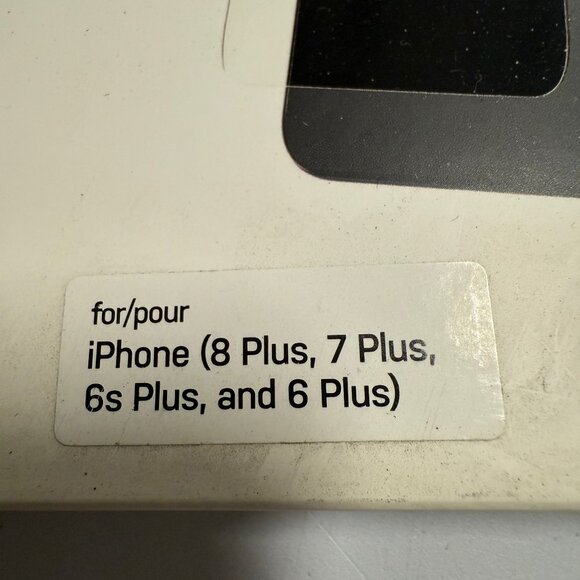 for/pour
iPhone (8 Plus, 7 Plus,
6s Plus, and 6 Plus)